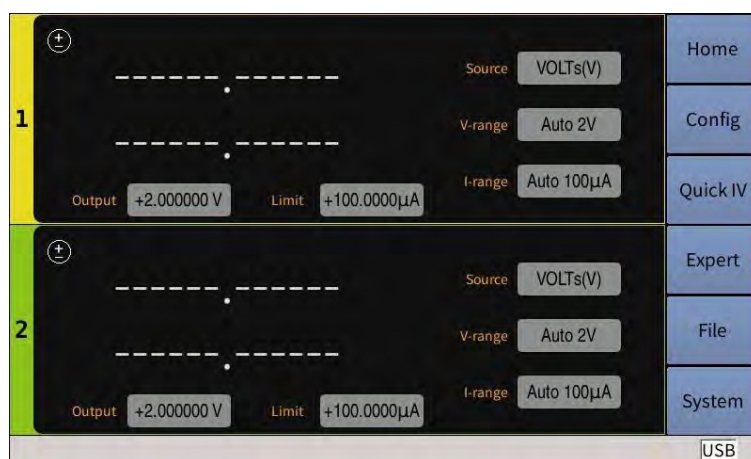 1
Source VOLTs(V)
V-range Auto 2V
I-range Auto 100μA
Output +2.000000 V Limit +100.0000μA
2
Source VOLTs(V)
V-range Auto 2V
I-range Auto 100μA
Output +2.000000 V Limit +100.0000μA
Home
Config
Quick IV
Expert
File
System
USB